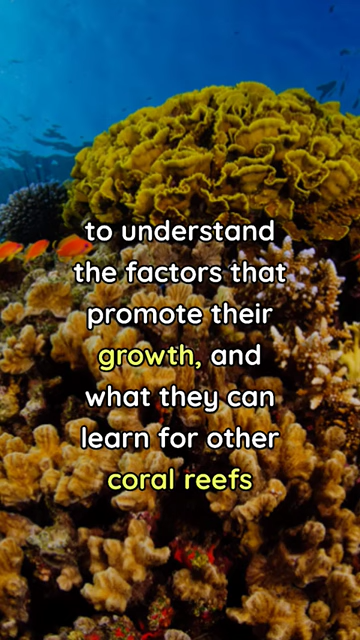 to understand
the factors that
promote their
growth, and
what they can
learn for other
coral reefs